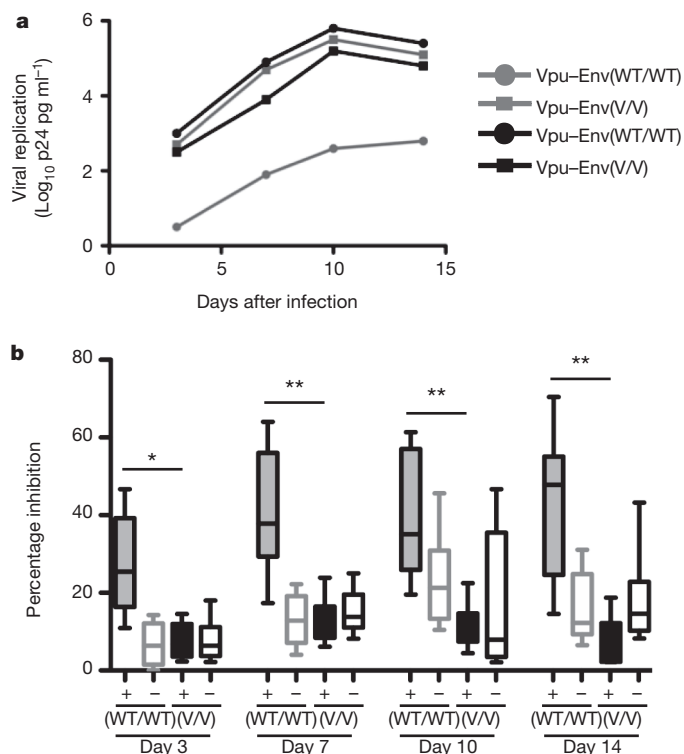 a
Viral replication
(Log10 p24 pg ml−1)
6
4
2
0
0 5 10 15
Days after infection
Vpu–Env(WT/WT)
Vpu–Env(V/V)
Vpu–Env(WT/WT)
Vpu–Env(V/V)
b
Percentage inhibition
80
60
40
20
0
* ** ** **
+ − + − + − + − + − + − + − + −
(WT/WT)(V/V) (WT/WT)(V/V) (WT/WT)(V/V) (WT/WT)(V/V)
Day 3 Day 7 Day 10 Day 14